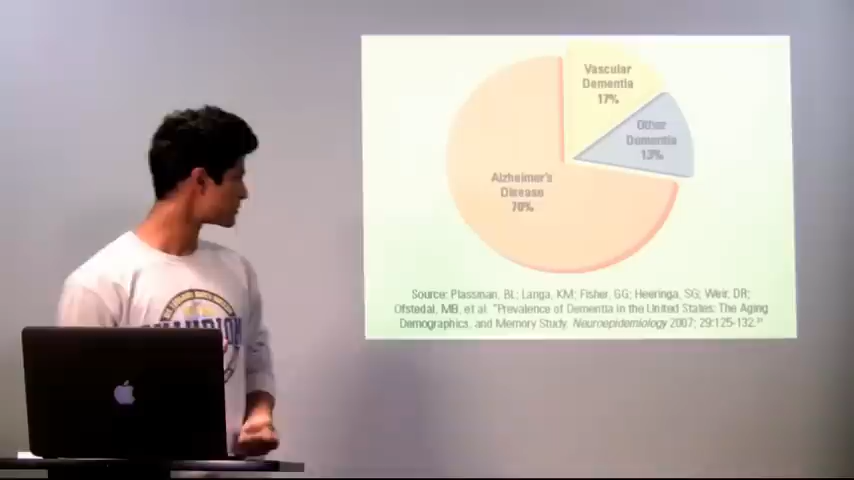 Vascular
Dementia
17%
Other
Dementia
13%
Alzheimer's
Disease
70%
Source: Plassman, BL; Langa, KM; Fisher, GG; Heeringa, SG; Weir, DR;
Ofstedal, MB, et al. "Prevalence of Dementia in the United States: The Aging
Demographics, and Memory Study. Neuroepidemiology 2007; 29:125-132.
CHAMPION